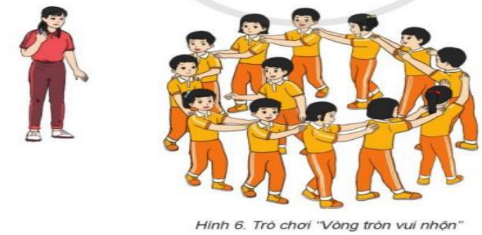 Hình 6. Trò chơi "Vòng tròn vui nhộn"